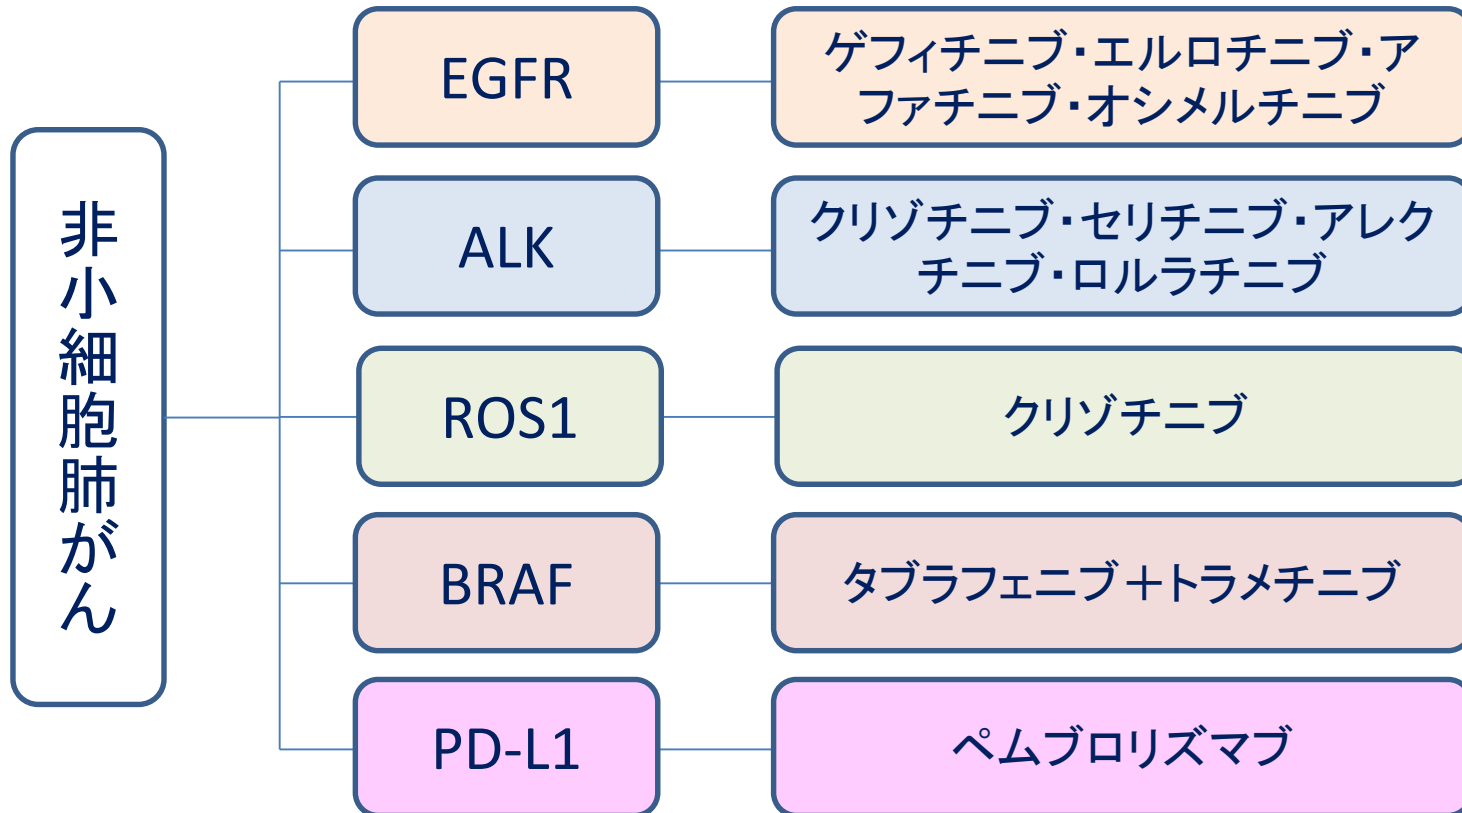 非小細胞肺がん
EGFR
ゲフィチニブ・エルロチニブ・ア
ファチニブ・オシメルチニブ
ALK
クリゾチニブ・セリチニブ・アレク
チニブ・ロルラチニブ
ROS1
クリゾチニブ
BRAF
タブラフェニブ＋トラメチニブ
PD-L1
ペムブロリズマブ